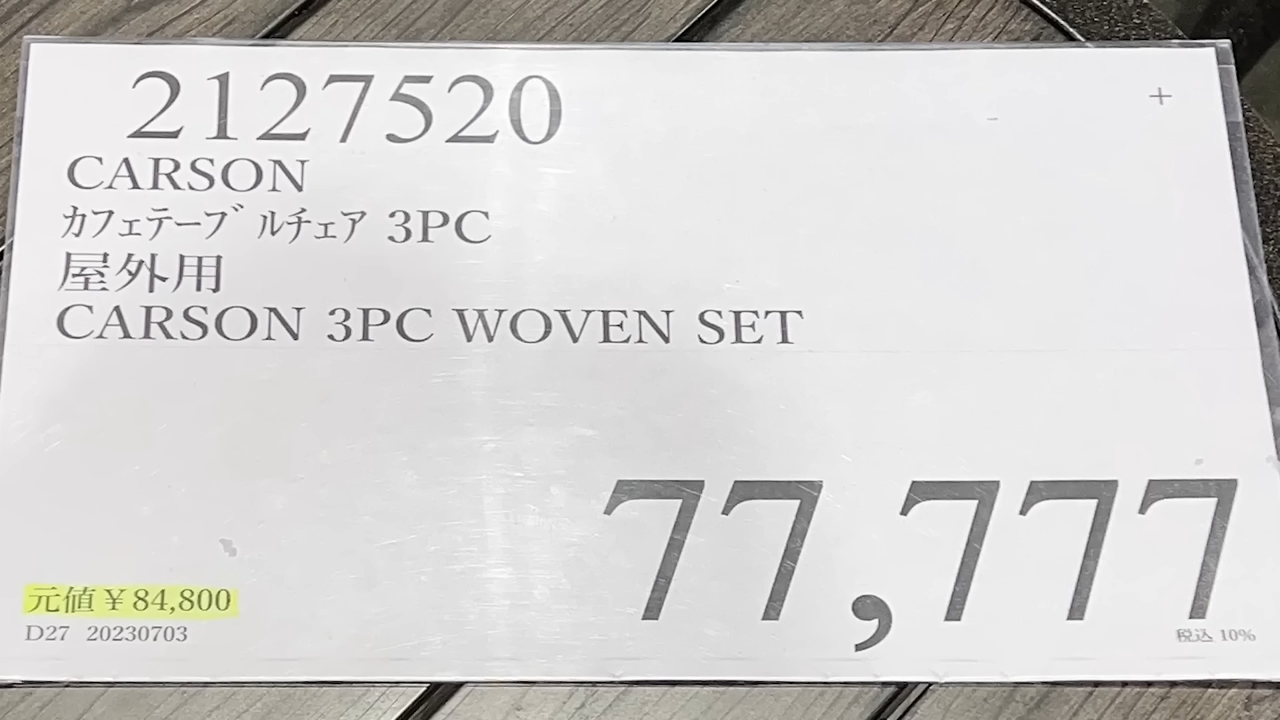 2127520
+
CARSON
カフェテーブルチェア 3PC
屋外用
CARSON 3PC WOVEN SET
77,777
元値¥84,800
D27 20230703
税込 10%